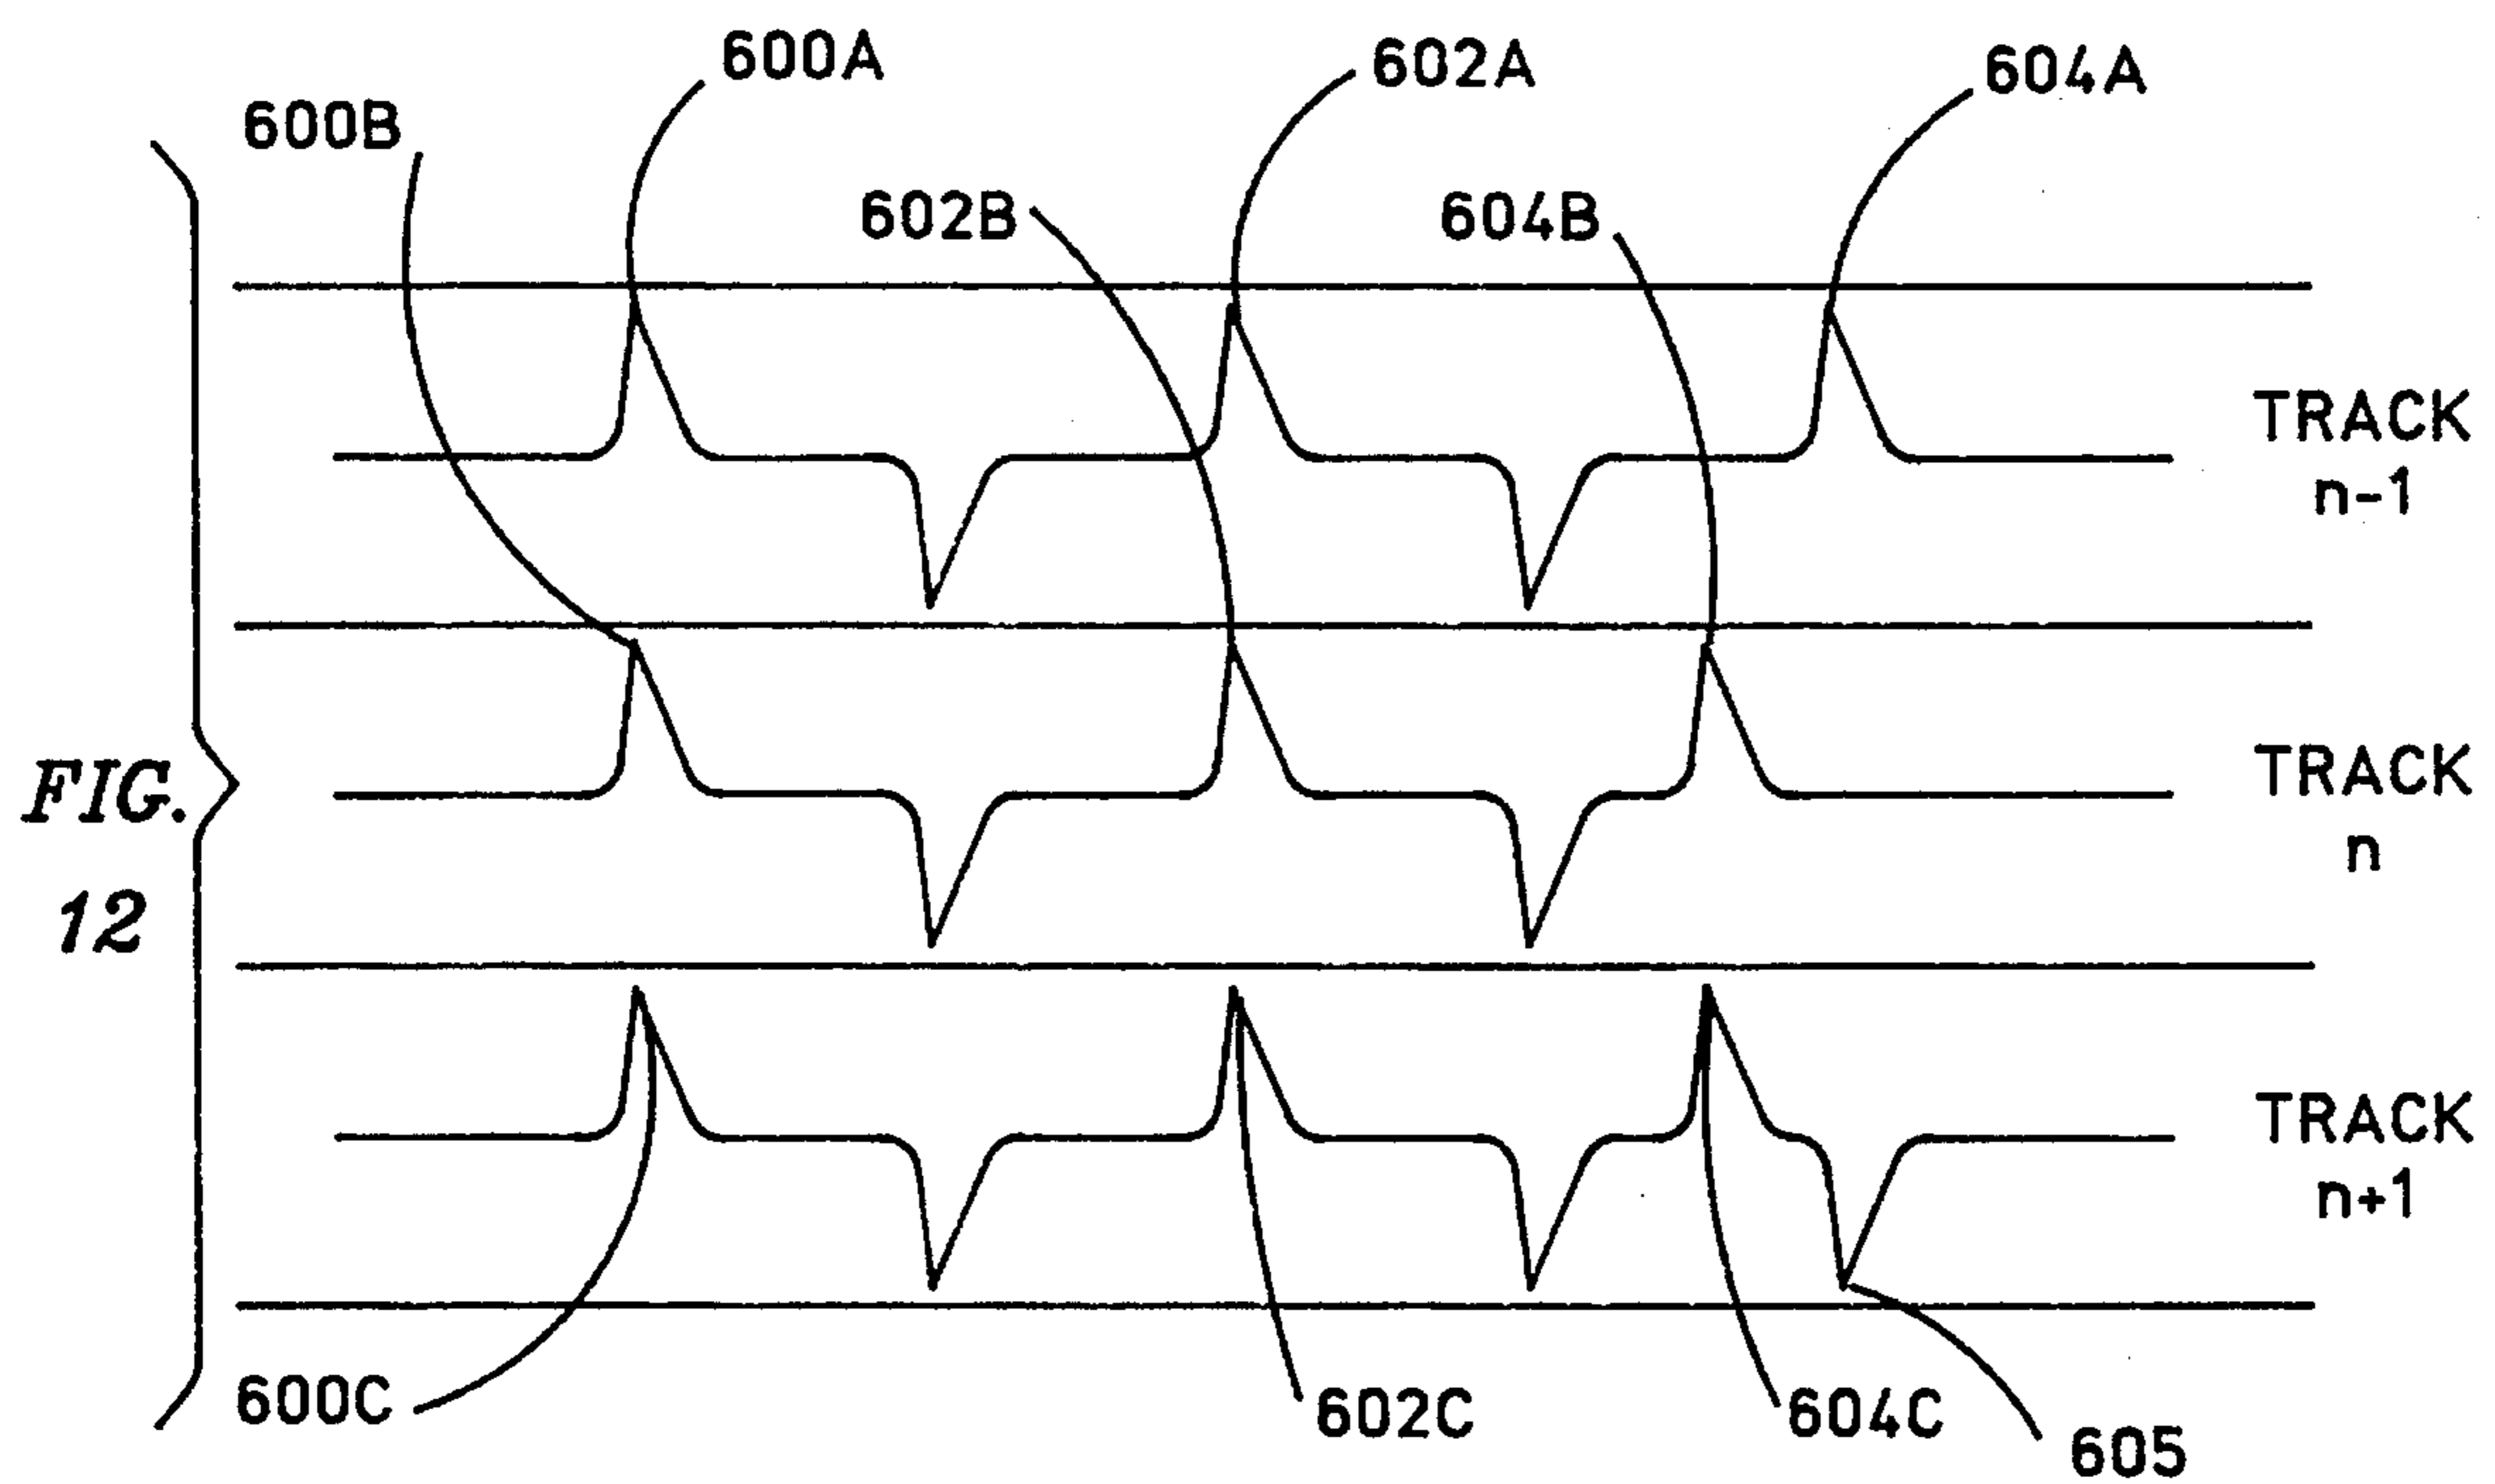 600A
602A
604A
600B
602B
604B
TRACK
n-1
FIG.
12
TRACK
n
TRACK
n+1
600C
602C
604C
605